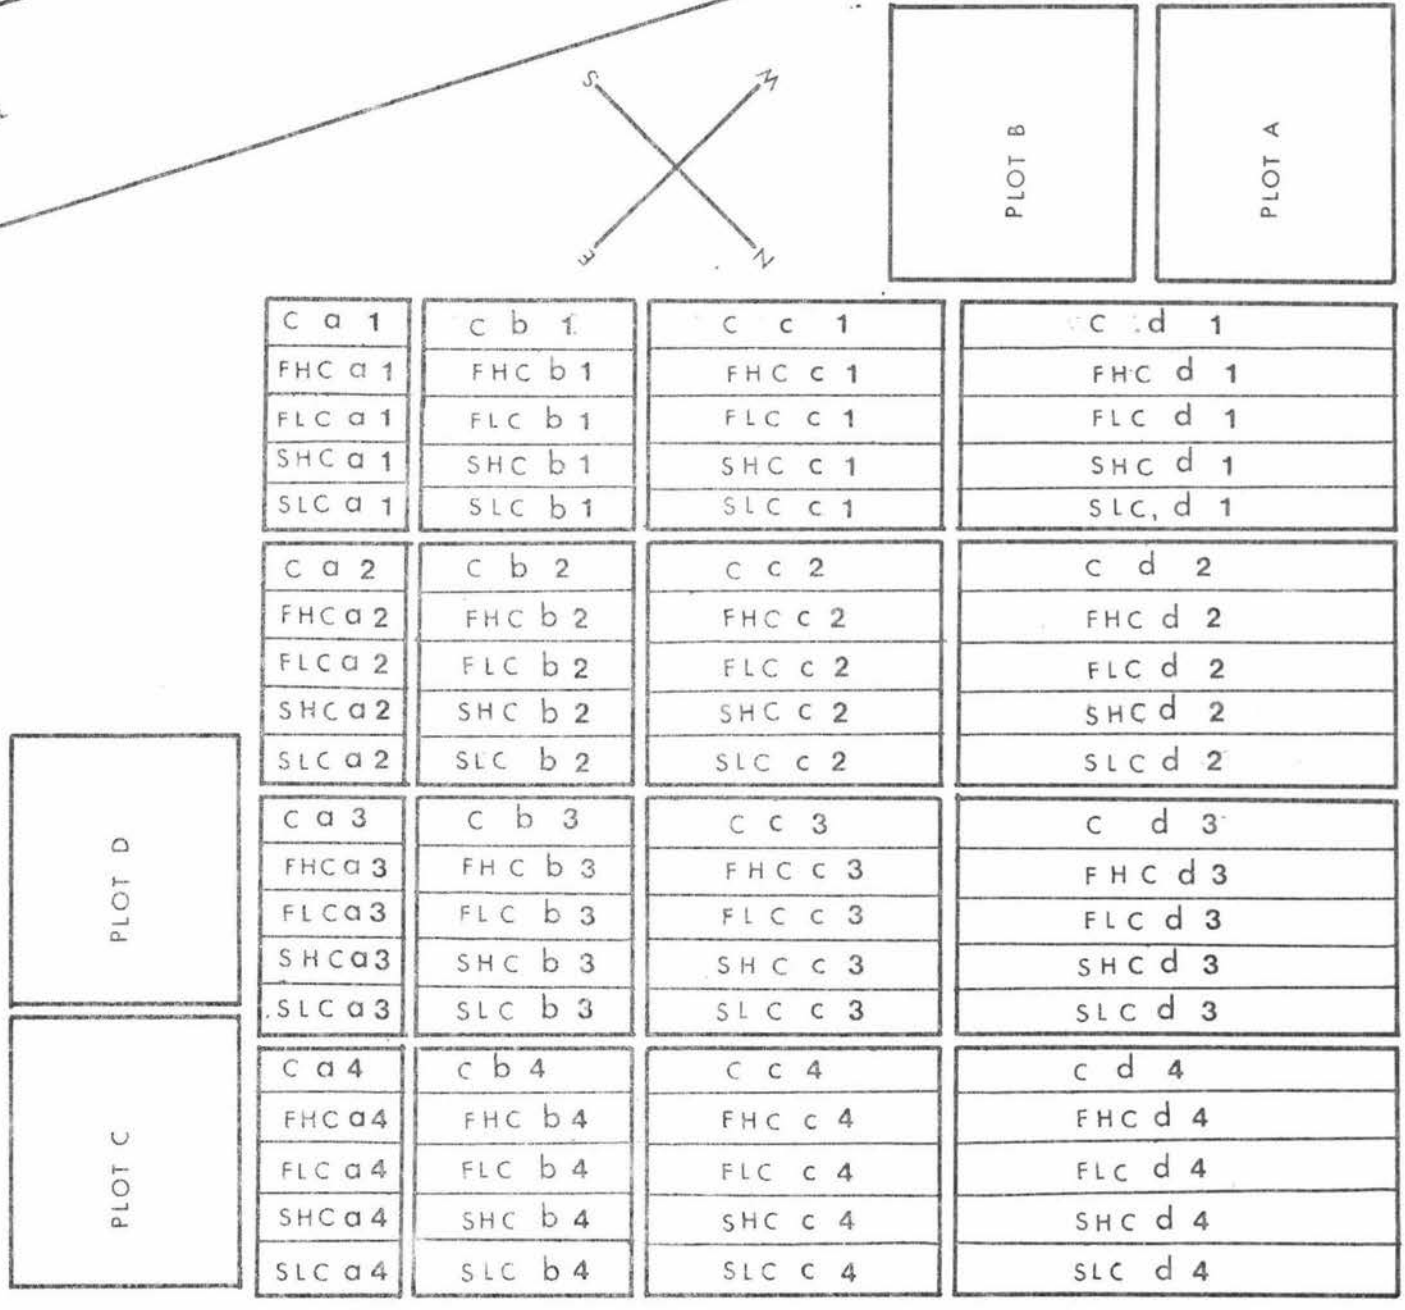 S W
E N
PLOT B PLOT A
C a 1 C b 1 C c 1 C d 1
FHC a 1 FHC b 1 FHC c 1 FHC d 1
FLC a 1 FLC b 1 FLC c 1 FLC d 1
SHC a 1 SHC b 1 SHC c 1 SHC d 1
SLC a 1 SLC b 1 SLC c 1 SLC, d 1
C a 2 C b 2 C c 2 C d 2
FHC a 2 FHC b 2 FHC c 2 FHC d 2
FLC a 2 FLC b 2 FLC c 2 FLC d 2
SHC a 2 SHC b 2 SHC c 2 SHC d 2
SLC a 2 SLC b 2 SLC c 2 SLC d 2
PLOT D
C a 3 C b 3 C c 3 C d 3
FHC a 3 FHC b 3 FHC c 3 FHC d 3
FLC a 3 FLC b 3 FLC c 3 FLC d 3
SHC a 3 SHC b 3 SHC c 3 SHC d 3
SLC a 3 SLC b 3 SLC c 3 SLC d 3
PLOT C
C a 4 C b 4 C c 4 C d 4
FHC a 4 FHC b 4 FHC c 4 FHC d 4
FLC a 4 FLC b 4 FLC c 4 FLC d 4
SHC a 4 SHC b 4 SHC c 4 SHC d 4
SLC a 4 SLC b 4 SLC c 4 SLC d 4